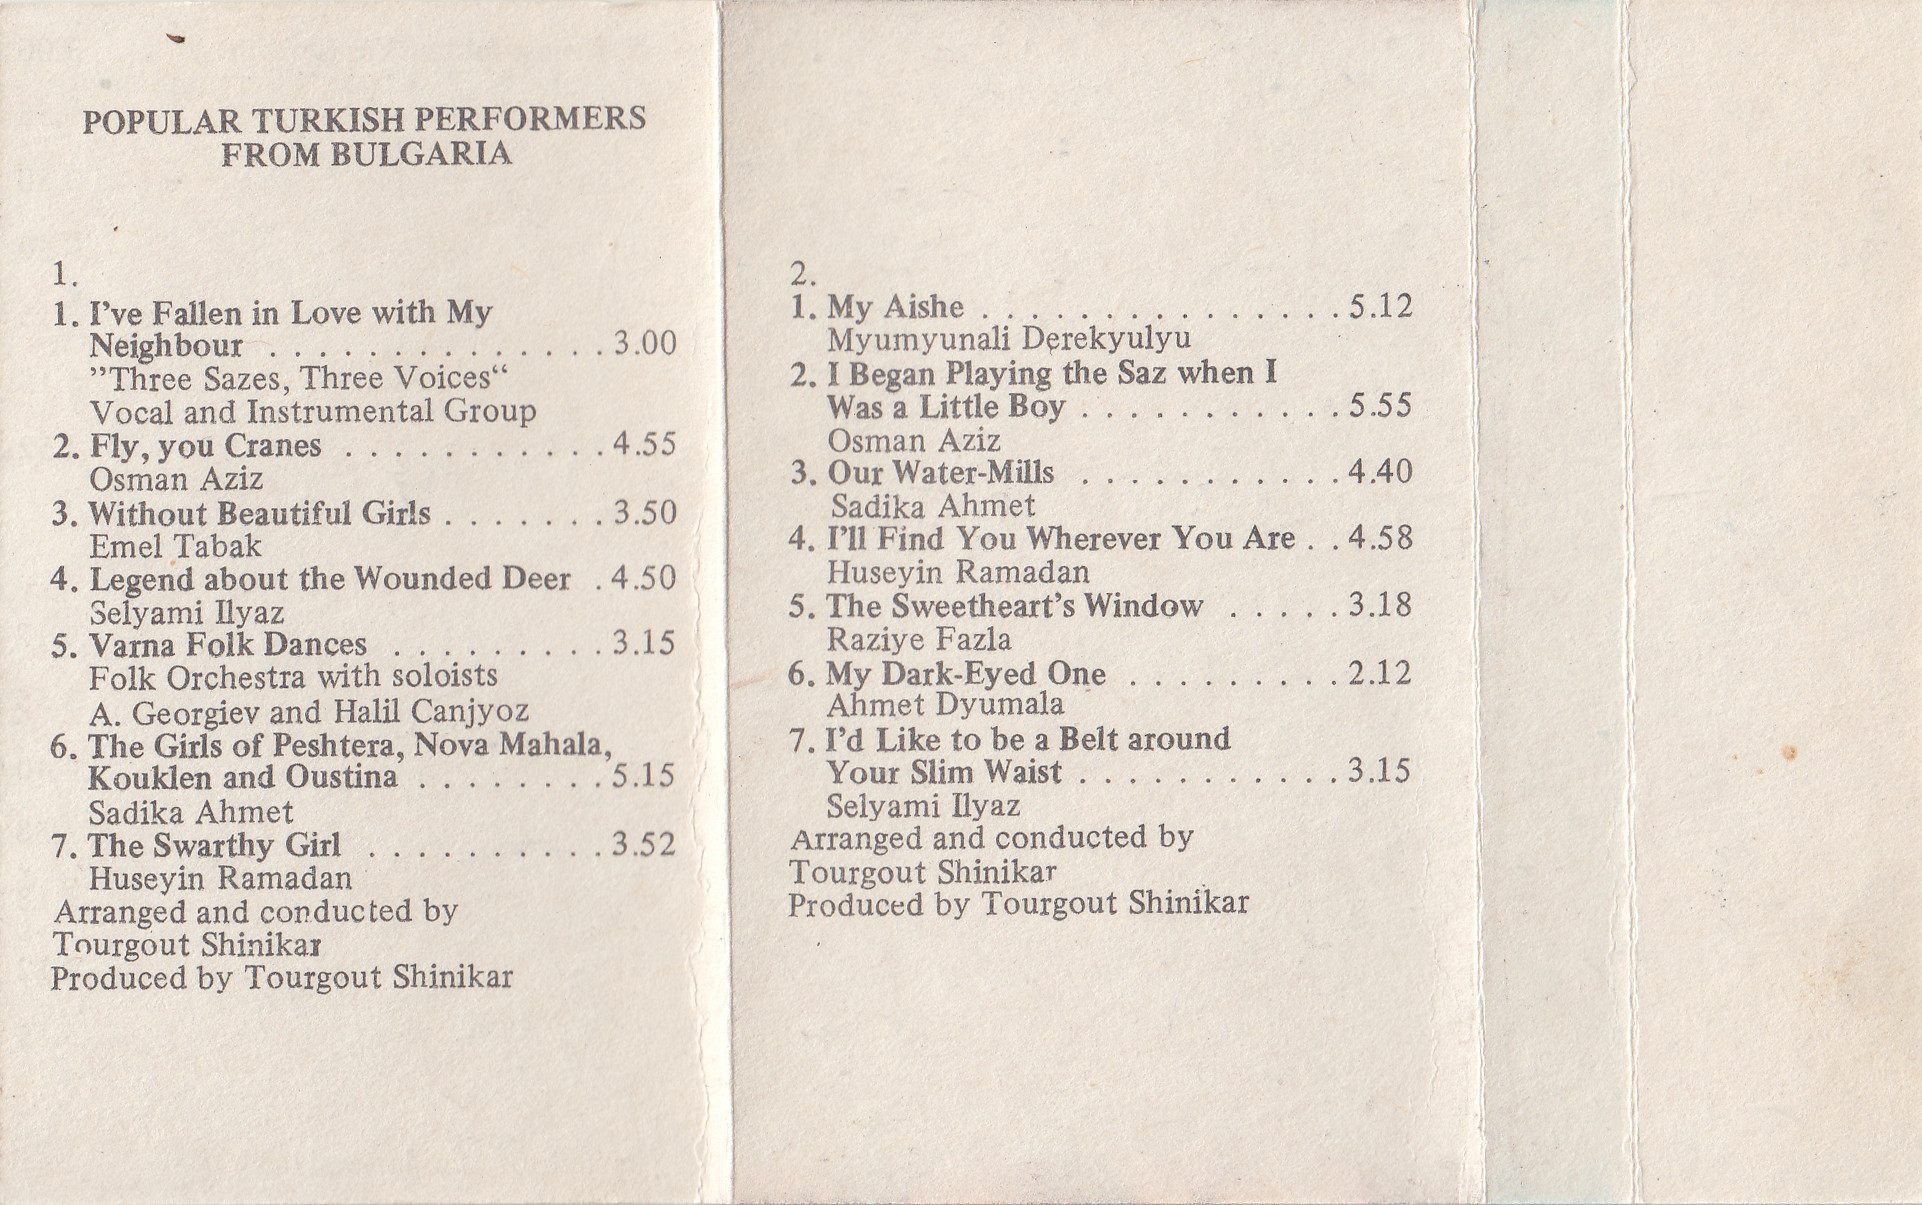 POPULAR TURKISH PERFORMERS
FROM BULGARIA
1.
1. I've Fallen in Love with My
Neighbour . . . . . . . . . . . . . . 3.00
”Three Sazes, Three Voices“
Vocal and Instrumental Group
2. Fly, you Cranes . . . . . . . . . . . 4.55
Osman Aziz
3. Without Beautiful Girls . . . . . . . 3.50
Emel Tabak
4. Legend about the Wounded Deer . 4.50
Selyami Ilyaz
5. Varna Folk Dances . . . . . . . . . 3.15
Folk Orchestra with soloists
A. Georgiev and Halil Canjyoz
6. The Girls of Peshtera, Nova Mahala,
Kouklen and Oustina . . . . . . . . 5.15
Sadika Ahmet
7. The Swarthy Girl . . . . . . . . . . 3.52
Huseyin Ramadan
Arranged and conducted by
Tourgout Shinikar
Produced by Tourgout Shinikar
2.
1. My Aishe . . . . . . . . . . . . . . . 5.12
Myumyunali Derekyulyu
2. I Began Playing the Saz when I
Was a Little Boy . . . . . . . . . . . 5.55
Osman Aziz
3. Our Water-Mills . . . . . . . . . . . 4.40
Sadika Ahmet
4. I'll Find You Wherever You Are . . 4.58
Huseyin Ramadan
5. The Sweetheart's Window . . . . . 3.18
Raziye Fazla
6. My Dark-Eyed One . . . . . . . . . 2.12
Ahmet Dyumala
7. I'd Like to be a Belt around
Your Slim Waist . . . . . . . . . . . 3.15
Selyami Ilyaz
Arranged and conducted by
Tourgout Shinikar
Produced by Tourgout Shinikar